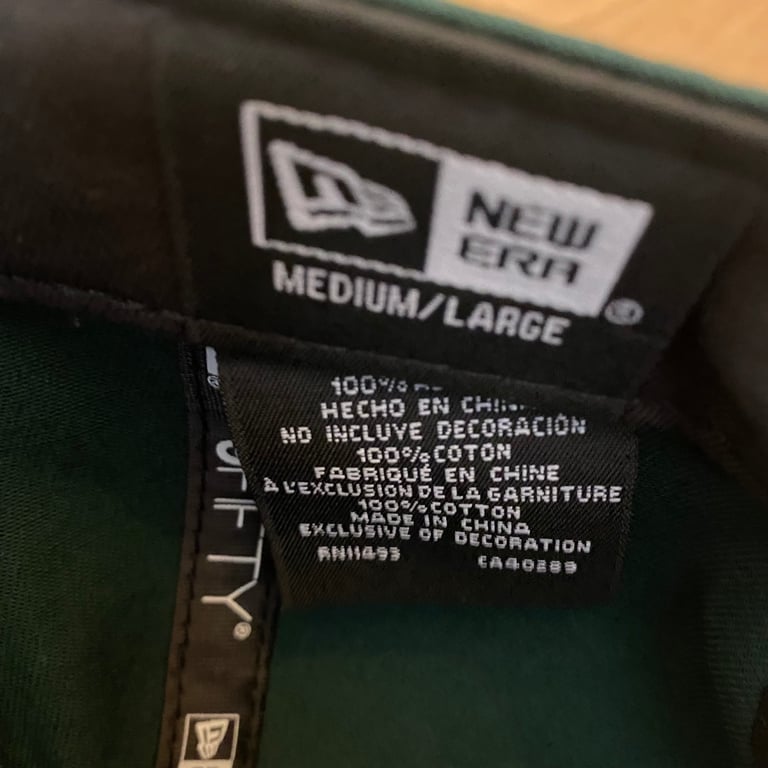 NEW
ERA
®
MEDIUM/LARGE
100%
HECHO EN
NO INCLUYE DECORACIÓN
100% COTON
FABRIQUÉ EN CHINE
À L'EXCLUSION DE LA GARNITURE
100% COTTON
MADE IN CHINA
EXCLUSIVE OF DECORATION
RN11493 CA40289
®